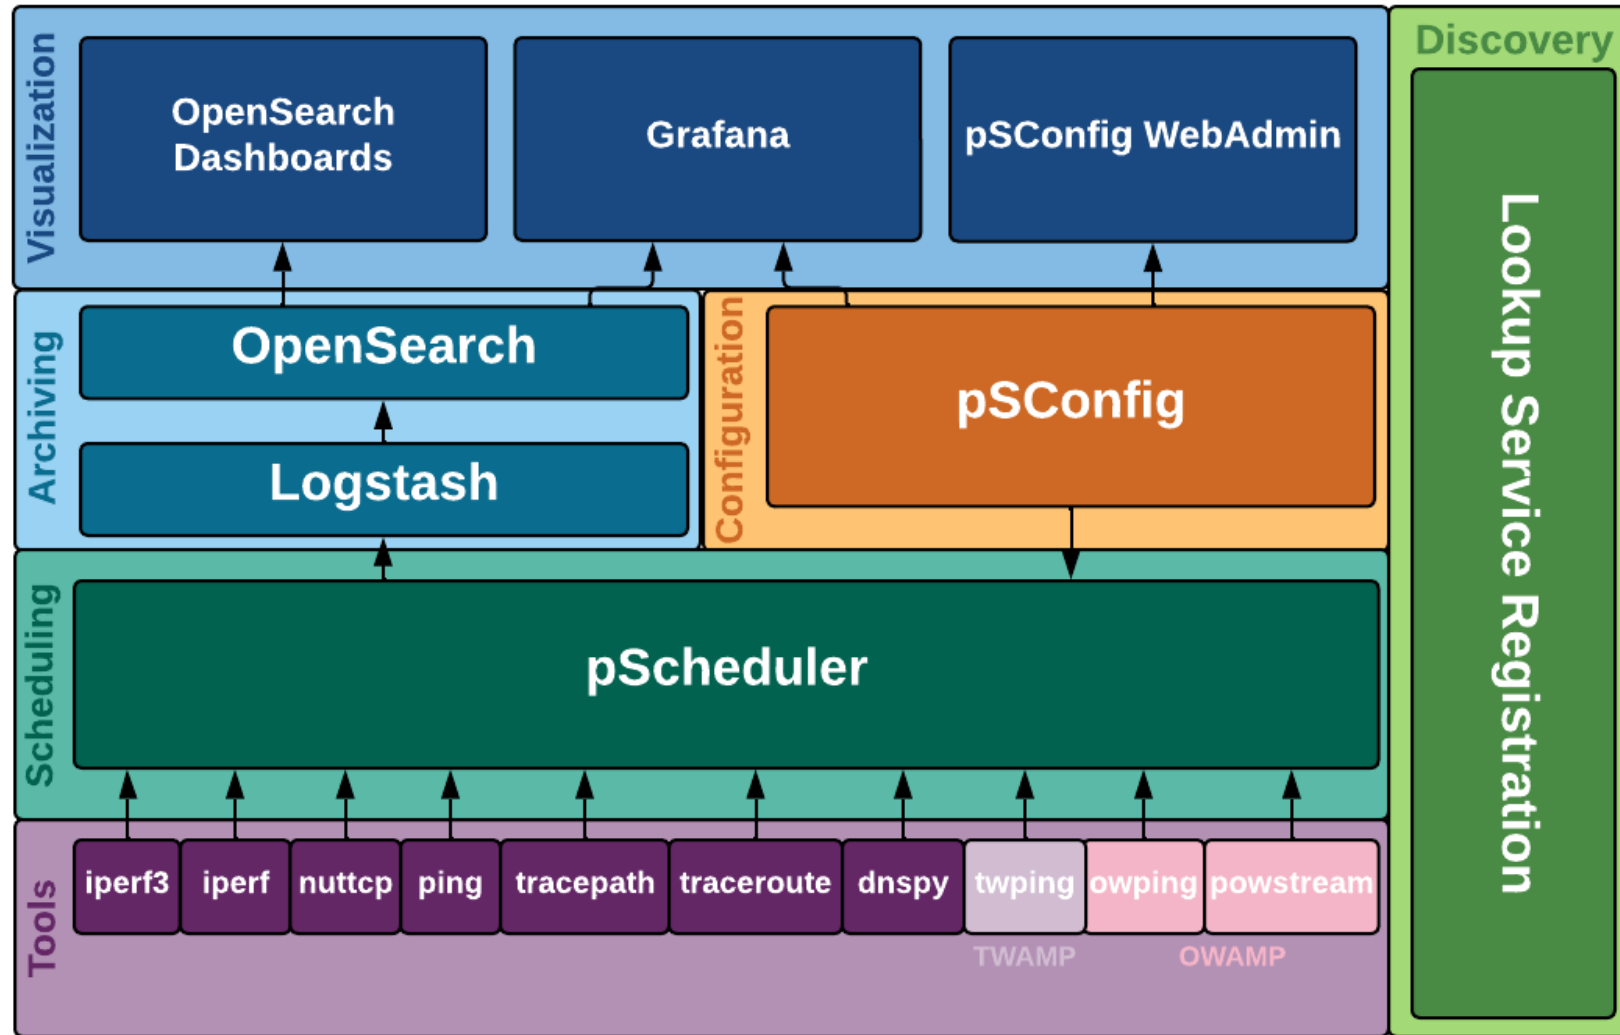 Visualization
OpenSearch
Dashboards
Grafana
pSConfig WebAdmin
Discovery
Lookup Service Registration
Archiving
OpenSearch
Logstash
Configuration
pSConfig
Scheduling
pScheduler
Tools
iperf3
iperf
nuttcp
ping
tracepath
traceroute
dnspy
twping
owping
powstream
TWAMP
OWAMP